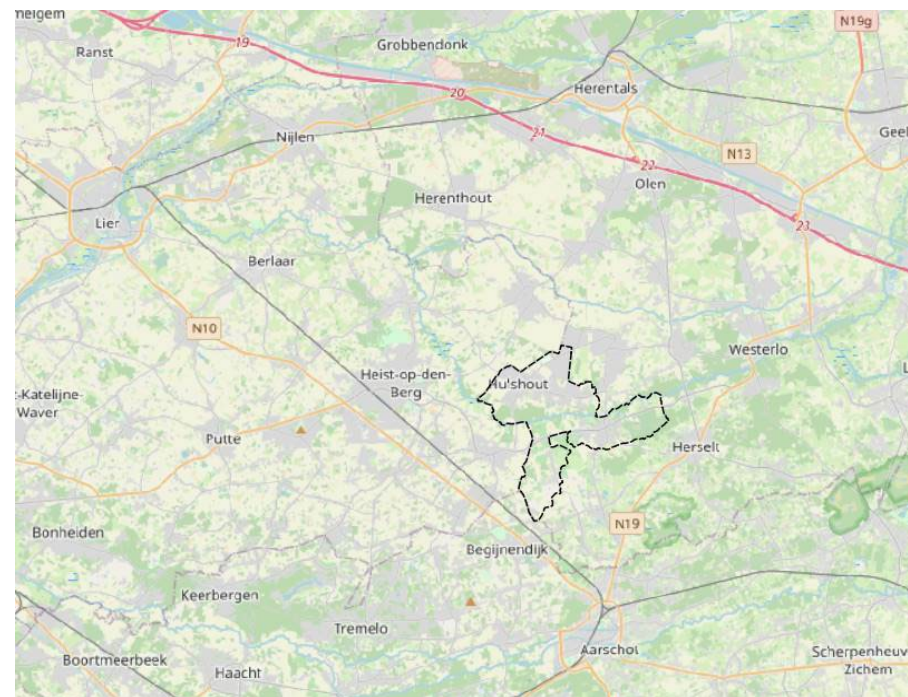 melgem
Ranst
19
Grobbendonk
N19g
20
Herentals
Nijlen
21
Geel
22
N13
Olen
Herenthout
Lier
23
Berlaar
N10
Westerlo
Heist-op-den-
Berg
Hu'shout
t-Katelijne-
Waver
Putte
Herselt
N19
Bonheiden
Begijnendijk
Keerbergen
Tremelo
Aarschot
Boortmeerbeek
Haacht
Scherpenheuv
Zichem